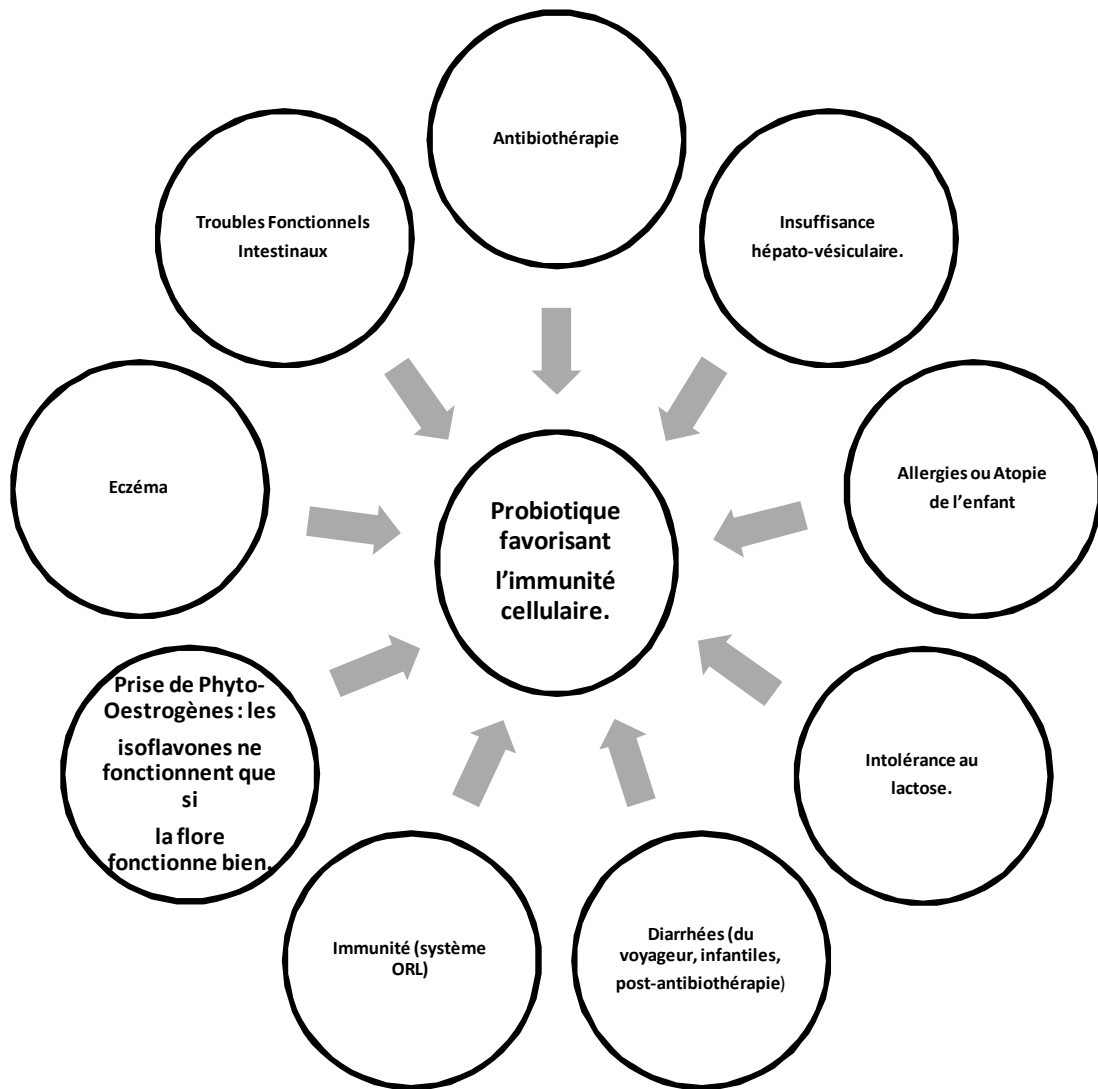 Antibiothérapie
Troubles Fonctionnels
Intestinaux
Insuffisance
hépato-vésiculaire.
Eczéma
Allergies ou Atopie
de l’enfant
Probiotique
favorisant
l’immunité
cellulaire.
Prise de Phyto-
Oestrogènes : les
isoflavones ne
fonctionnent que
si
la flore
fonctionne bien.
Intolérance au
lactose.
Immunité (système
ORL)
Diarrhées (du
voyageur, infantiles,
post-antibiothérapie)